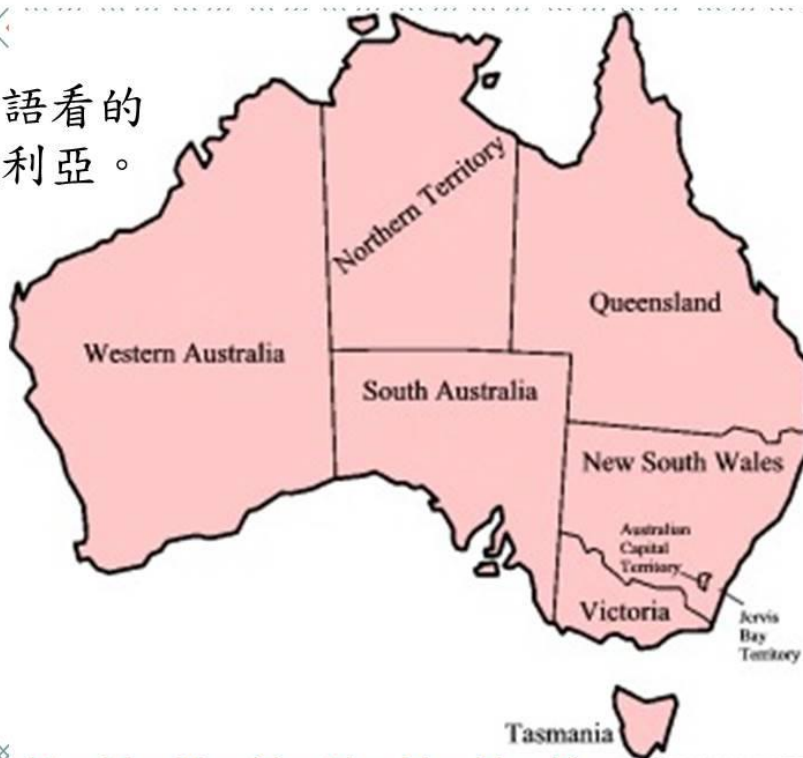 語看的
利亞。
Northern Territory
Queensland
Western Australia
South Australia
New South Wales
Australian
Capital
Territory
Victoria
Jervis
Bay
Territory
Tasmania